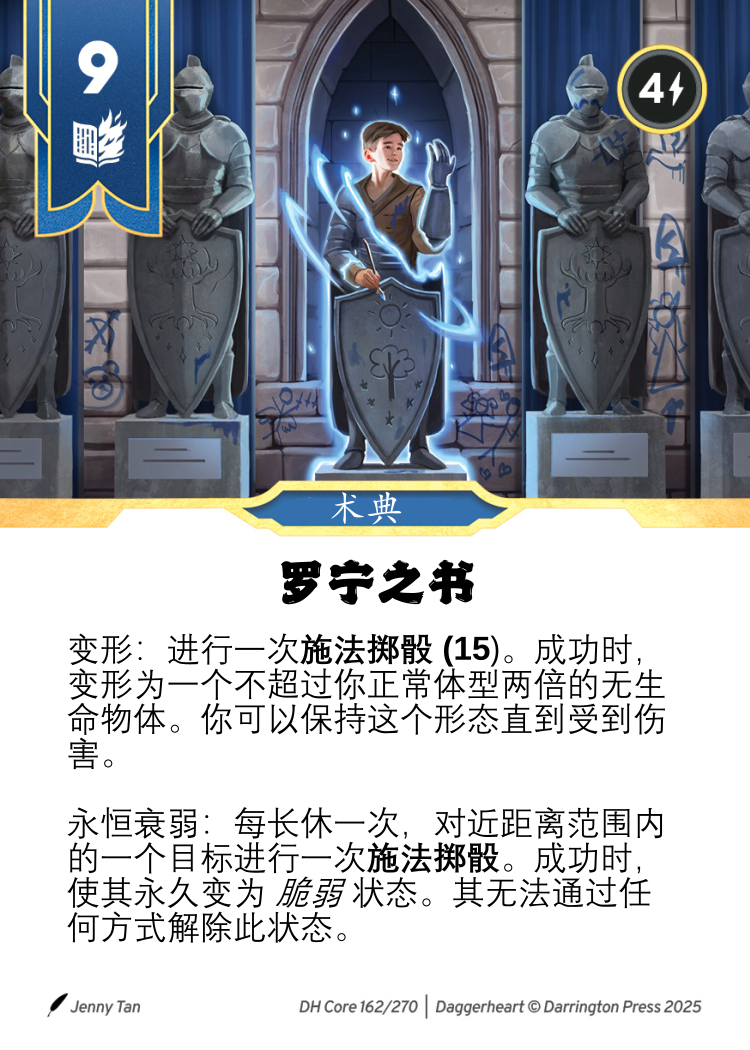 9
4
术典
罗宁之书
变形：进行一次施法掷骰 (15)。成功时，
变形为一个不超过你正常体型两倍的无生
命物体。你可以保持这个形态直到受到伤
害。
永恒衰弱：每长休一次，对近距离范围内
的一个目标进行一次施法掷骰。成功时，
使其永久变为 脆弱 状态。其无法通过任
何方式解除此状态。
Jenny Tan
DH Core 162/270 | Daggerheart © Darrington Press 2025